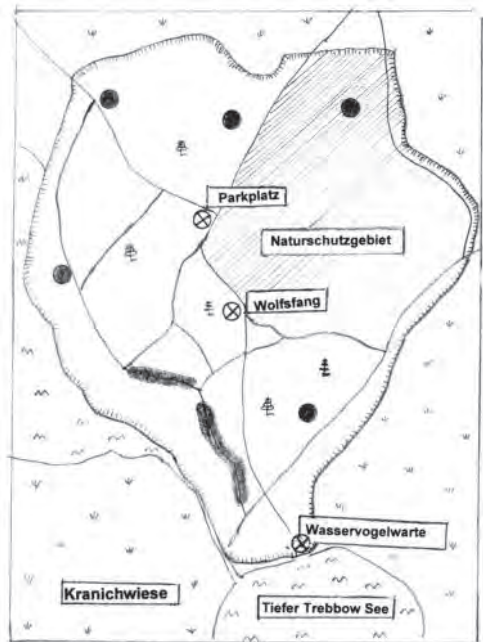 Parkplatz
Naturschutzgebiet
Wolfsfang
Wasservogelwarte
Kranichwiese
Tiefer Trebbow See